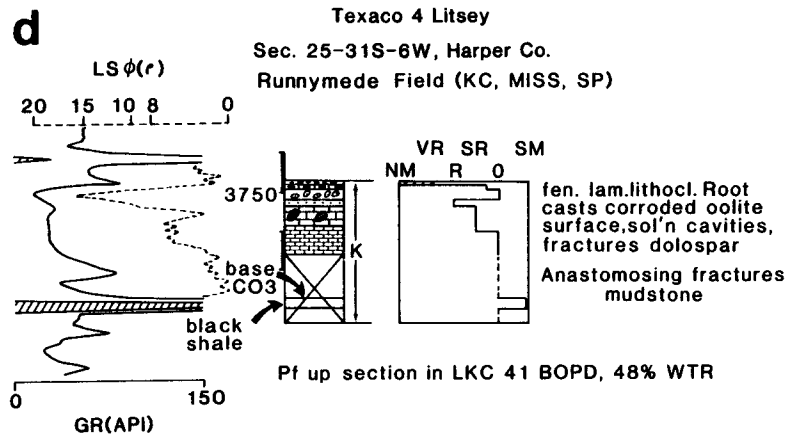 d
Texaco 4 Litsey
Sec. 25-31S-6W, Harper Co.
Runnymede Field (KC, MISS, SP)
LS ϕ(r)
20 15 10 8 0
VR SR SM
NM R O
3750
K
base CO3
black shale
fen. lam.lithocl. Root
casts corroded oolite
surface,sol'n cavities,
fractures dolospar
Anastomosing fractures
mudstone
Pf up section in LKC 41 BOPD, 48% WTR
0 150
GR(API)